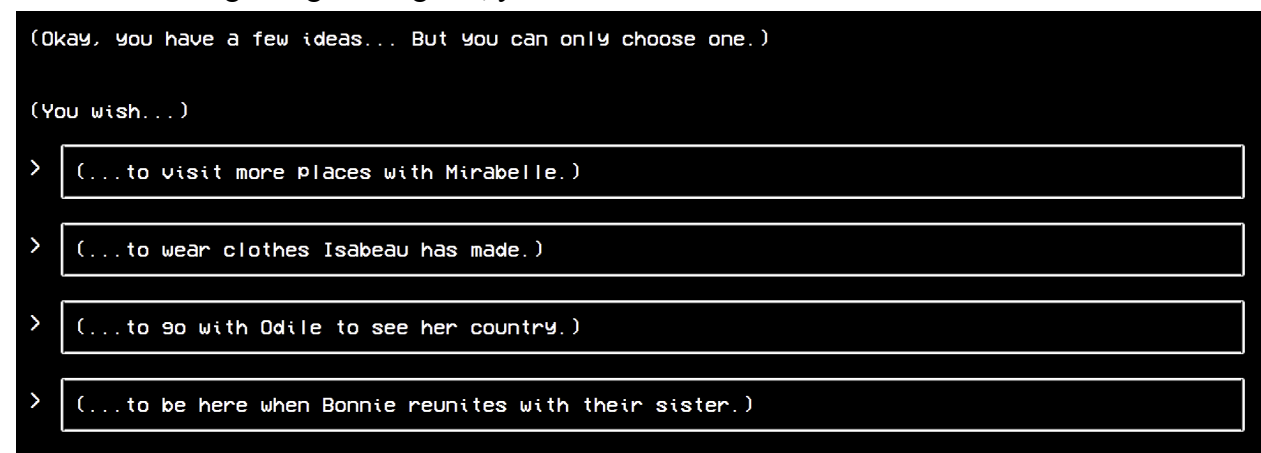 (Okay, you have a few ideas... But you can only choose one.)
(You wish...)
> (...to visit more places with Mirabelle.)
> (...to wear clothes Isabeau has made.)
> (...to go with Odile to see her country.)
> (...to be here when Bonnie reunites with their sister.)